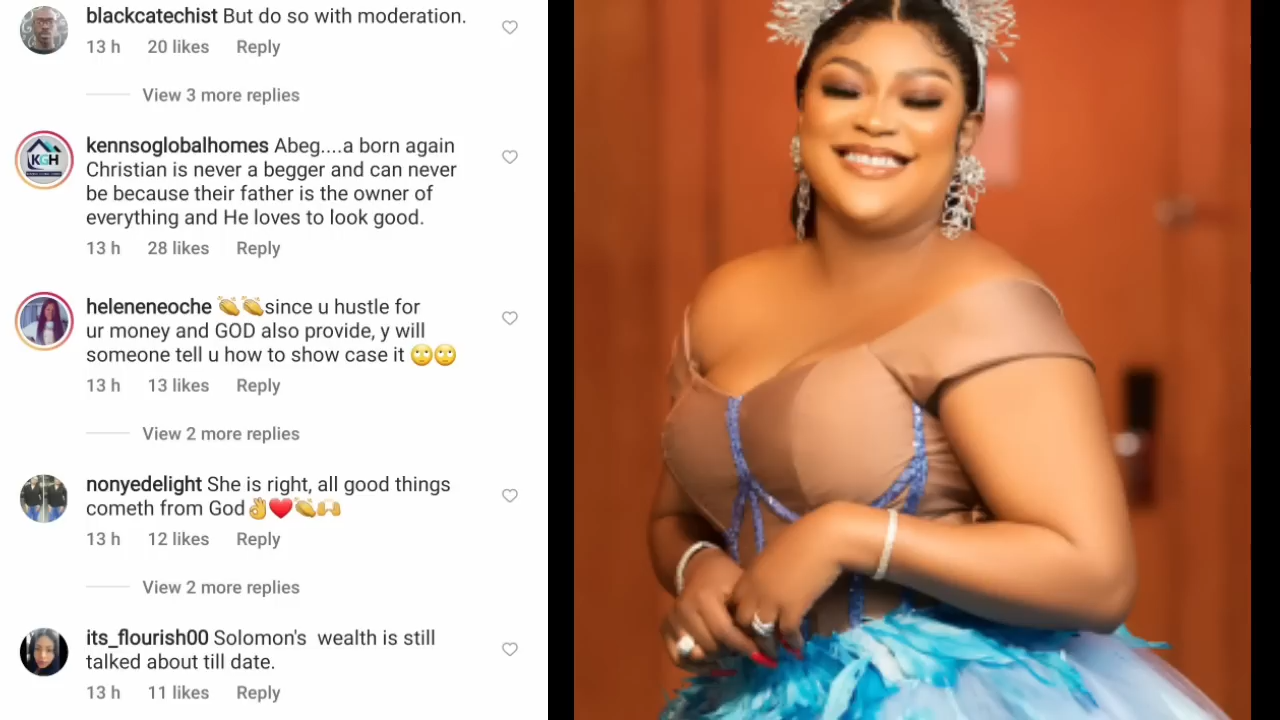 blackcatechist But do so with moderation.
13 h 20 likes Reply
View 3 more replies
KGH
kennsoglobalhomes Abeg....a born again
Christian is never a begger and can never
be because their father is the owner of
everything and He loves to look good.
13 h 28 likes Reply
heleneneoche 👏👏since u hustle for
ur money and GOD also provide, y will
someone tell u how to show case it 🙄🙄
13 h 13 likes Reply
View 2 more replies
nonyedelight She is right, all good things
cometh from God👌❤️👏🙌
13 h 12 likes Reply
View 2 more replies
its_flourish00 Solomon's  wealth is still
talked about till date.
13 h 11 likes Reply